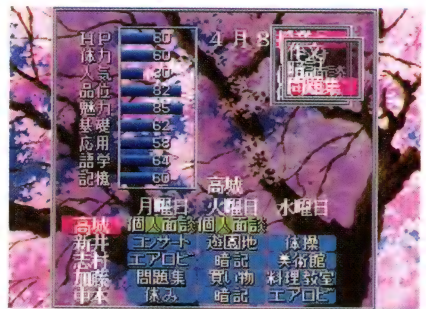 HP 60
体力 60
人気
品位 82
魅力 85
基礎 62
応用 58
語学 64
記憶 60
4月8
作文
問題集
高城
月曜日 火曜日 水曜日
高城 個人面談 個人面談
新井 コンサート 遊園地 体操
志村 エアロビ 暗記 美術館
加藤 問題集 買い物 料理教室
中本 休み 暗記 エアロビ